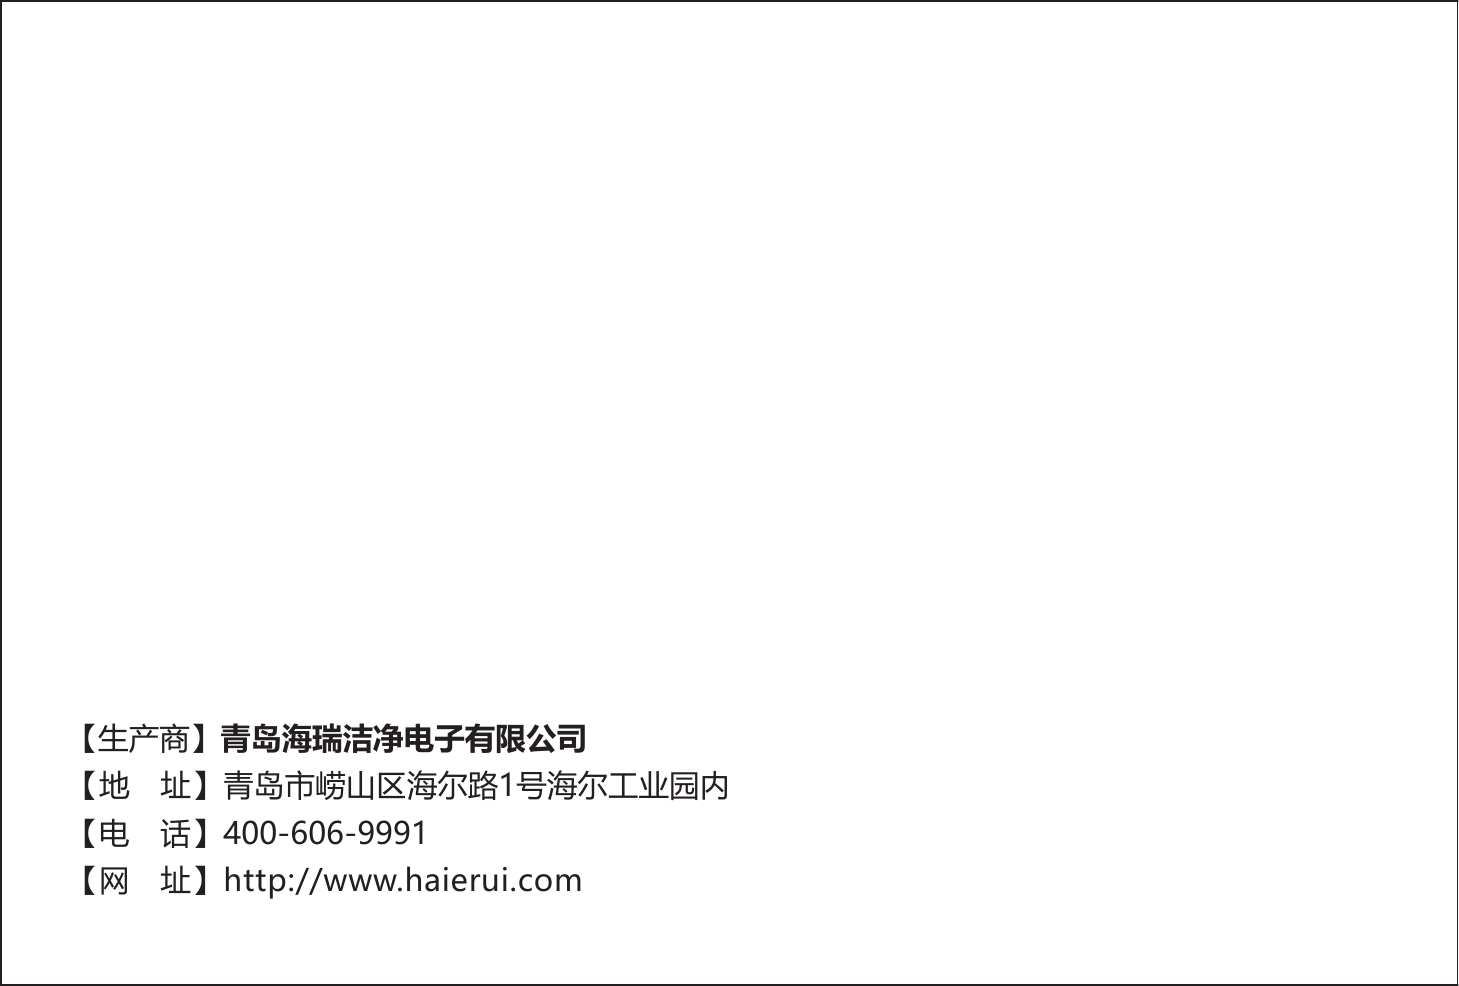 【生产商】青岛海瑞洁净电子有限公司
【地　址】青岛市崂山区海尔路1号海尔工业园内
【电　话】400-606-9991
【网　址】http://www.haierui.com